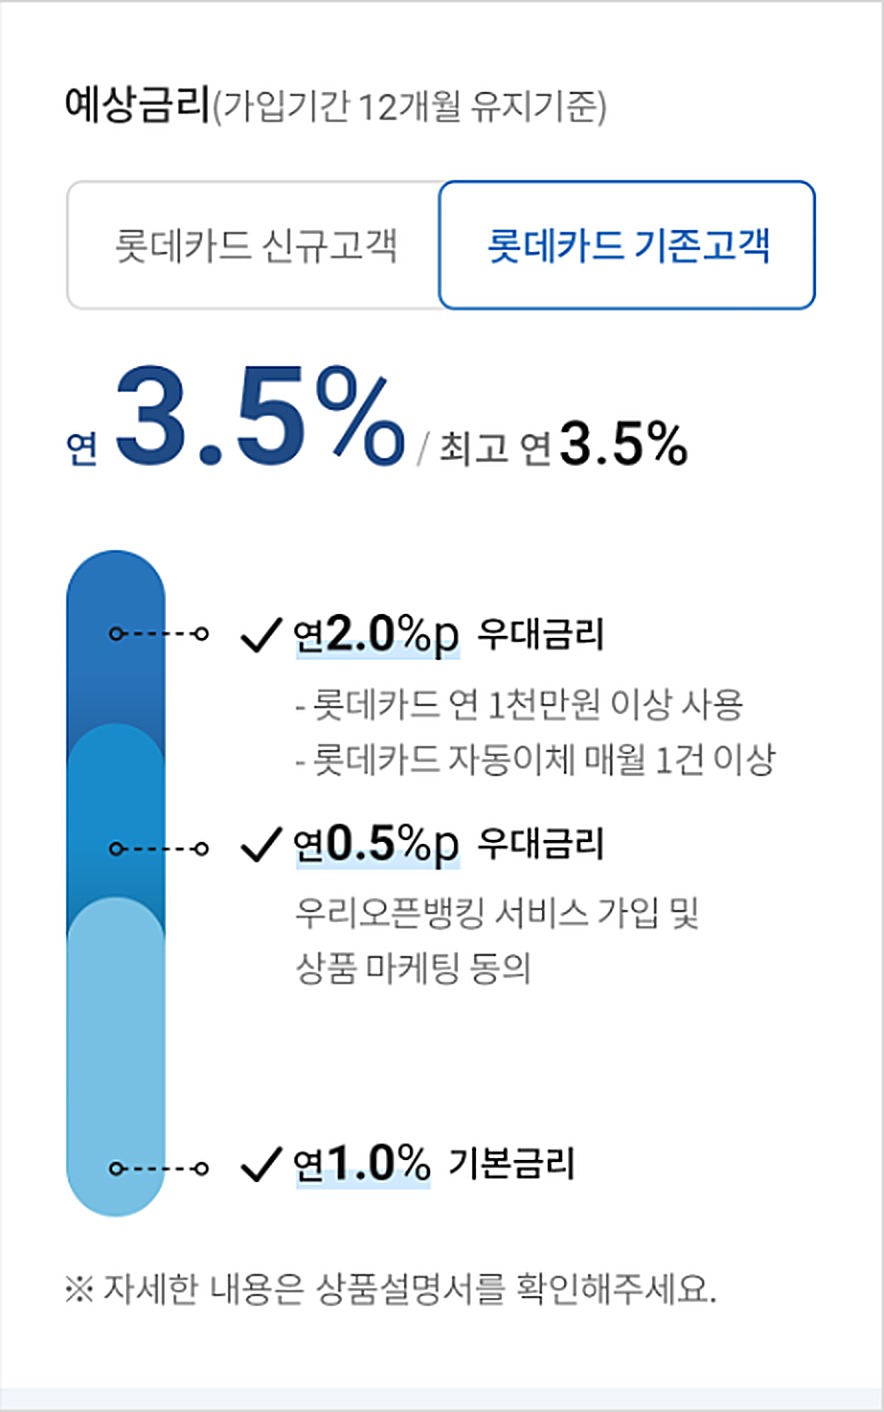 예상금리(가입기간 12개월 유지기준)
롯데카드 신규고객 롯데카드 기존고객
연 3.5% / 최고 연 3.5%
연2.0%p 우대금리
- 롯데카드 연 1천만원 이상 사용
- 롯데카드 자동이체 매월 1건 이상
연0.5%p 우대금리
우리오픈뱅킹 서비스 가입 및
상품 마케팅 동의
연1.0% 기본금리
※ 자세한 내용은 상품설명서를 확인해주세요.